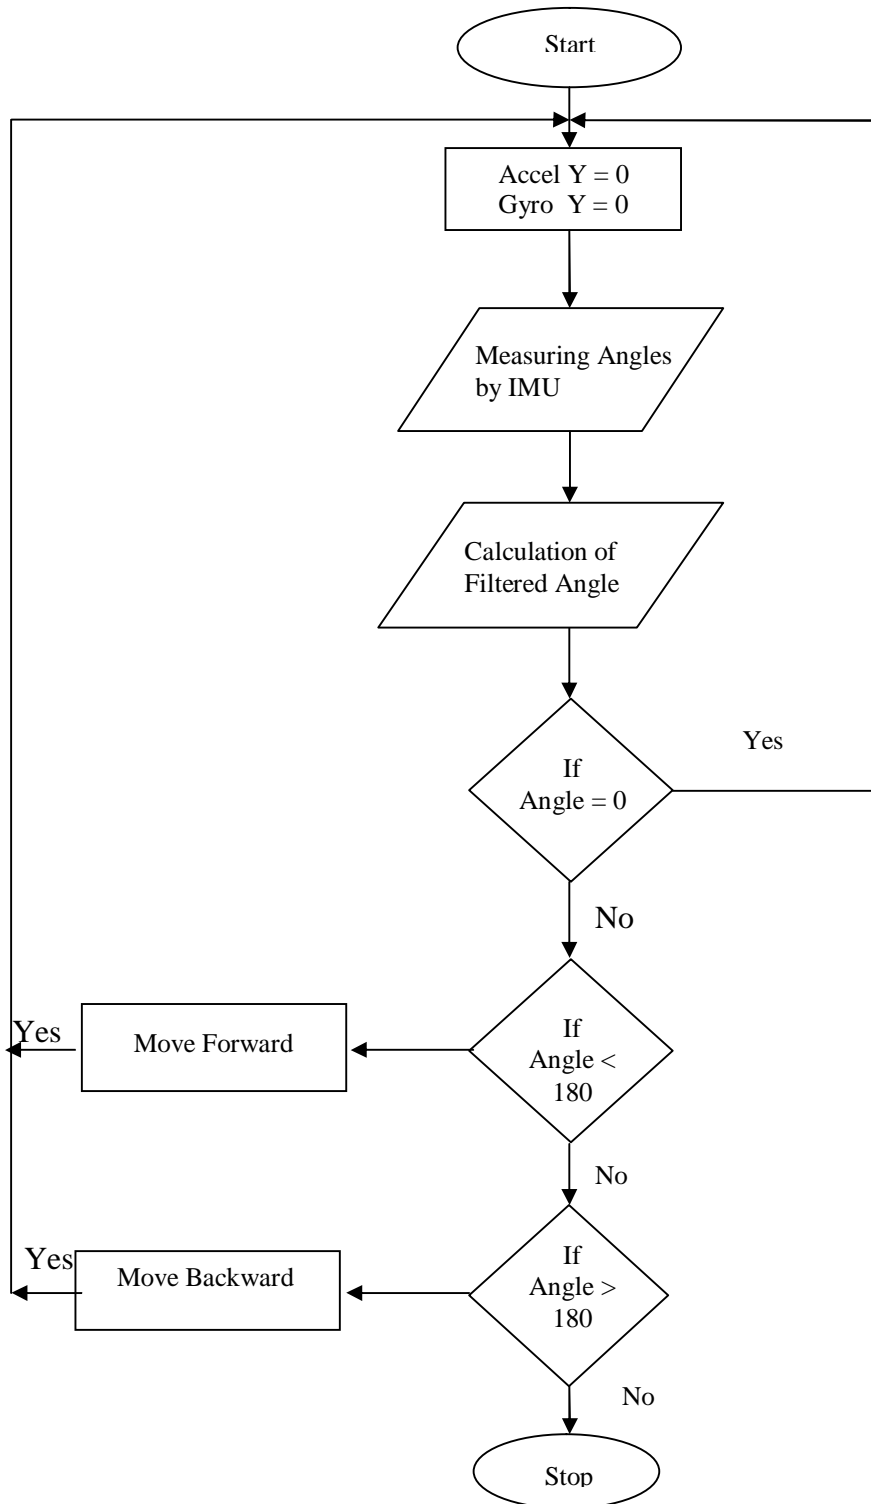 Start
Accel Y = 0
Gyro Y = 0
Measuring Angles
by IMU
Calculation of
Filtered Angle
Yes
If
Angle = 0
No
Yes
Move Forward
If
Angle <
180
No
Yes
Move Backward
If
Angle >
180
No
Stop